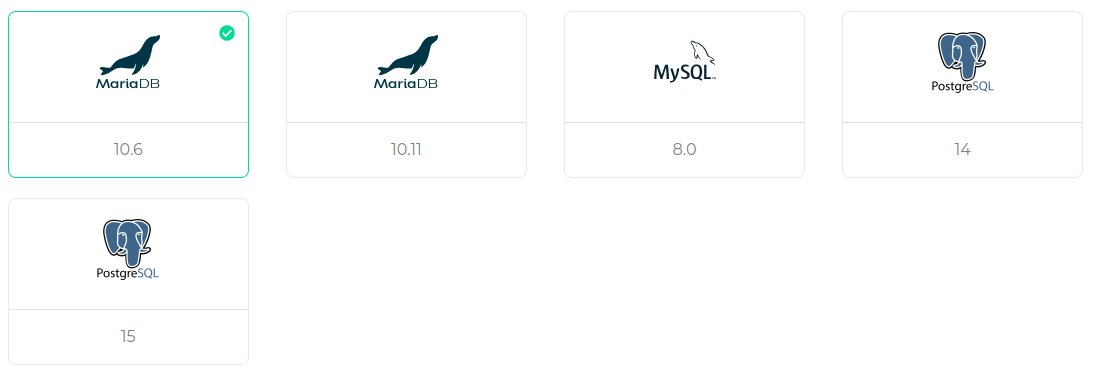 MariaDB
10.6
MariaDB
10.11
MySQL
8.0
PostgreSQL
14
PostgreSQL
15